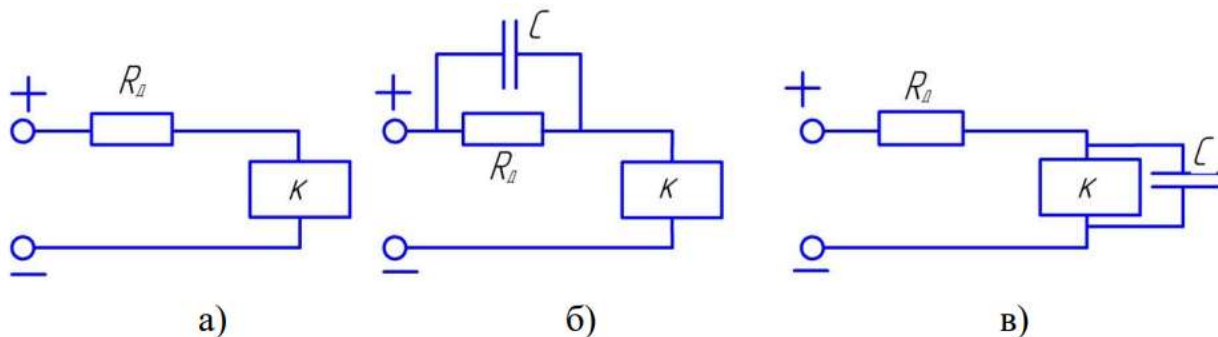 C
+ R_Д + + R_Д
R_Д C
К К К
− − −
а) б) в)